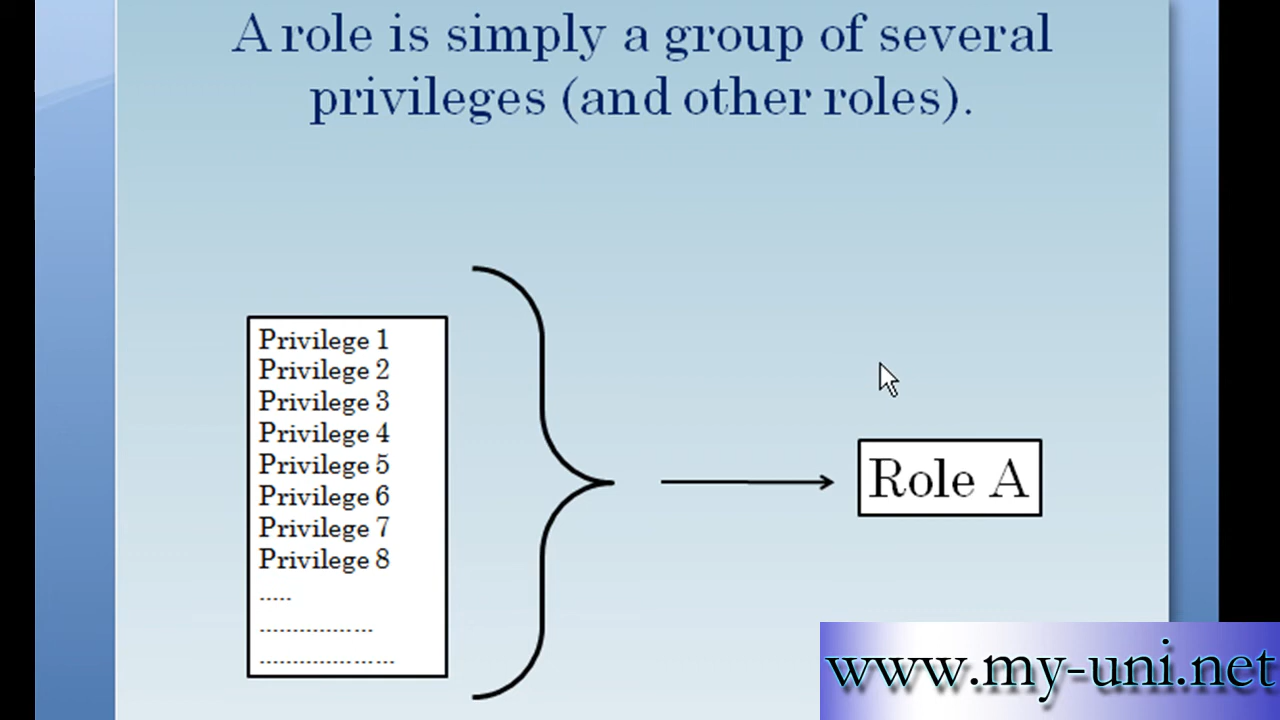 A role is simply a group of several
privileges (and other roles).
Privilege 1
Privilege 2
Privilege 3
Privilege 4
Privilege 5
Privilege 6
Privilege 7
Privilege 8
.....
.................
....................
Role A
www.my-uni.net